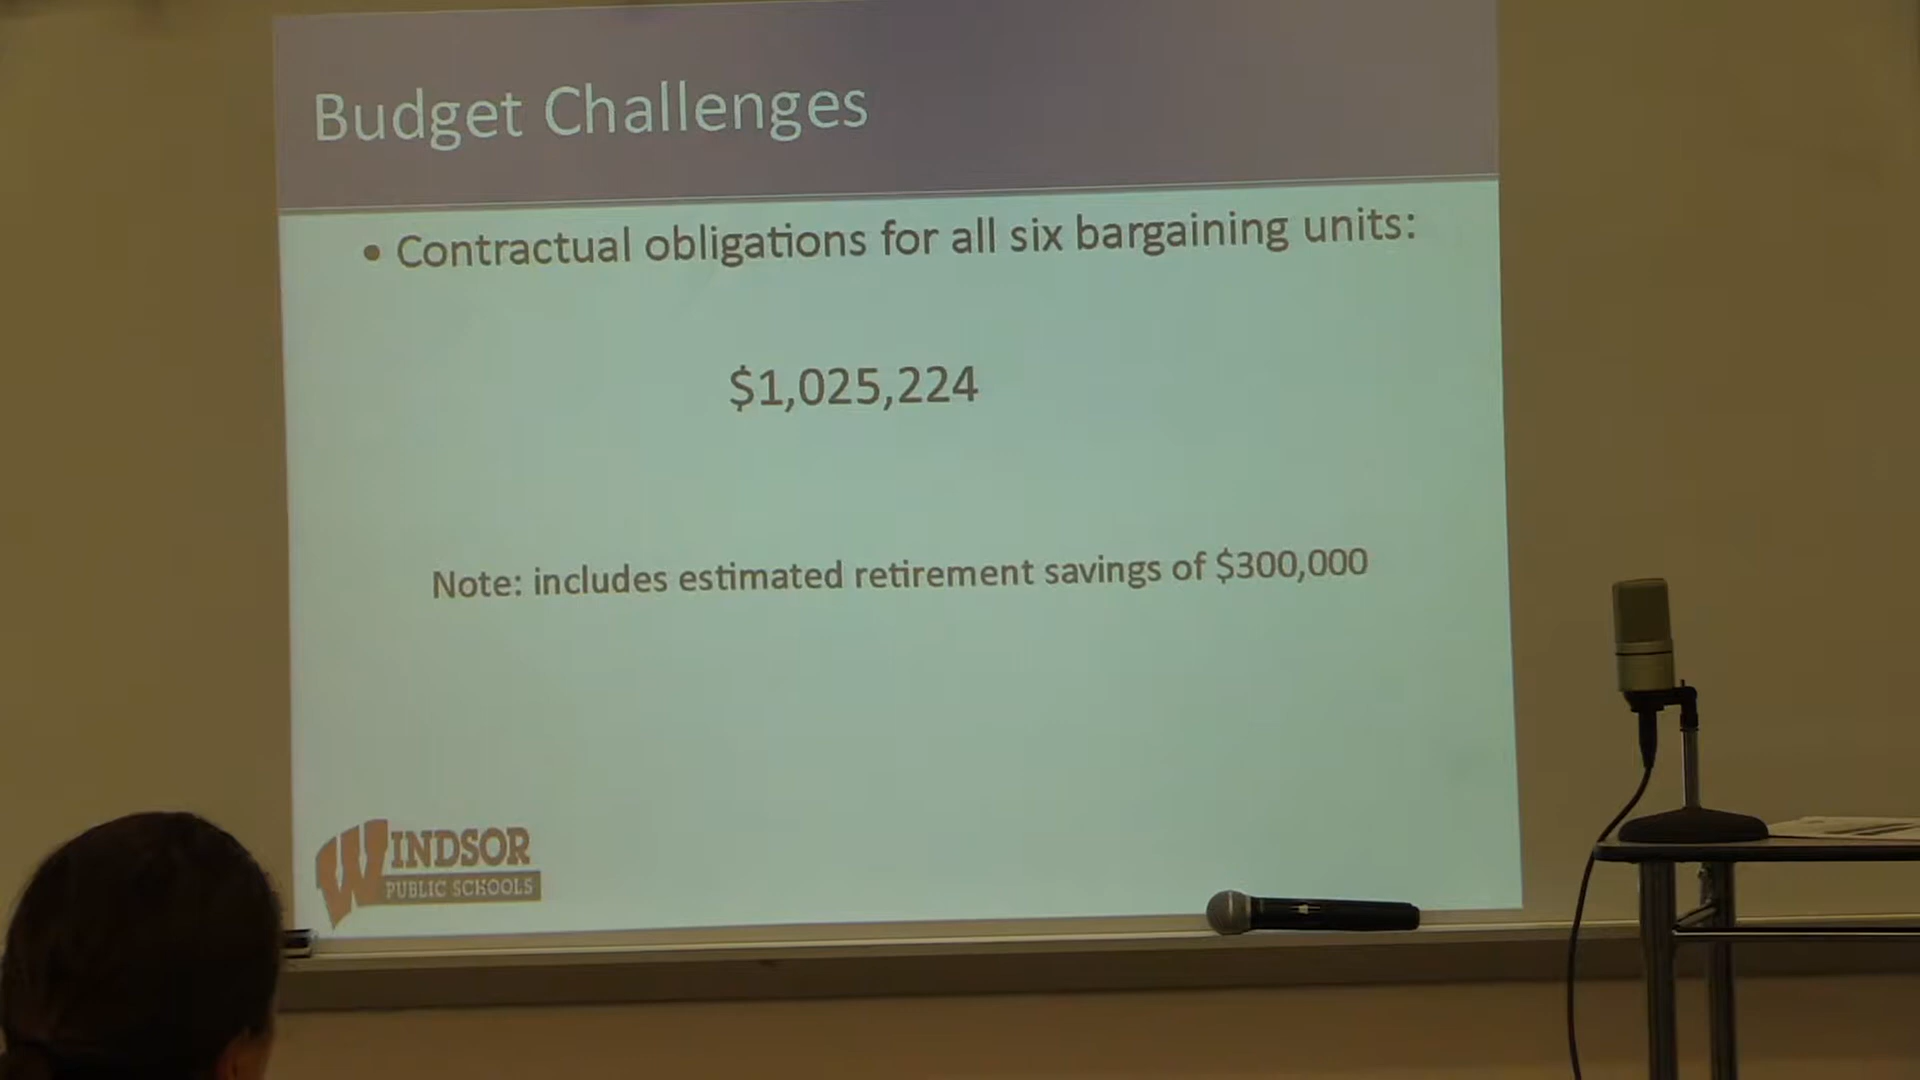 Budget Challenges
• Contractual obligations for all six bargaining units:
$1,025,224
Note: includes estimated retirement savings of $300,000
WINDSOR
PUBLIC SCHOOLS